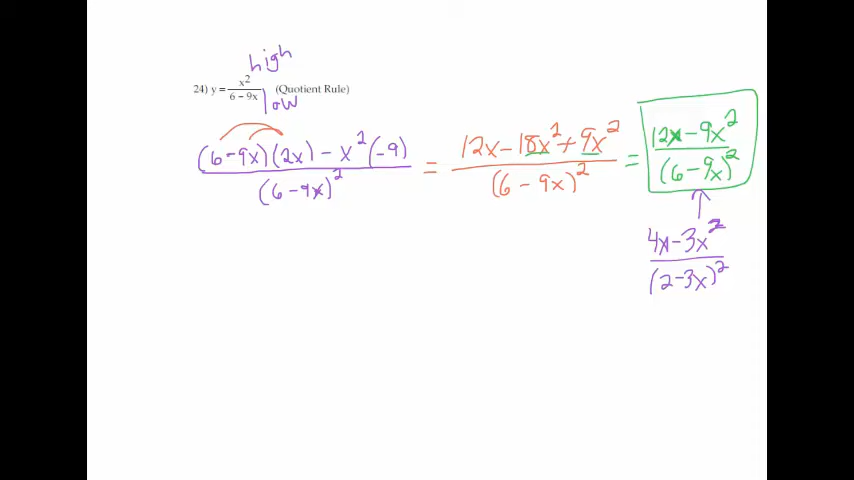 high
24) y = x²/(6 − 9x) (Quotient Rule)
low
((6-9x)(2x) - x²(-9))/(6-9x)² = (12x - 18x² + 9x²)/(6 - 9x)² = (12x - 9x²)/(6 - 9x)²
(4x - 3x²)/(2-3x)²